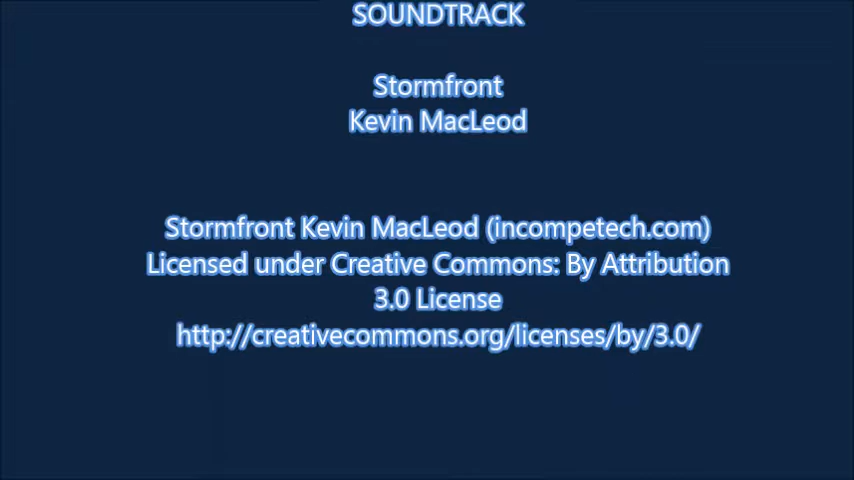 SOUNDTRACK
Stormfront
Kevin MacLeod
Stormfront Kevin MacLeod (incompetech.com)
Licensed under Creative Commons: By Attribution
3.0 License
http://creativecommons.org/licenses/by/3.0/